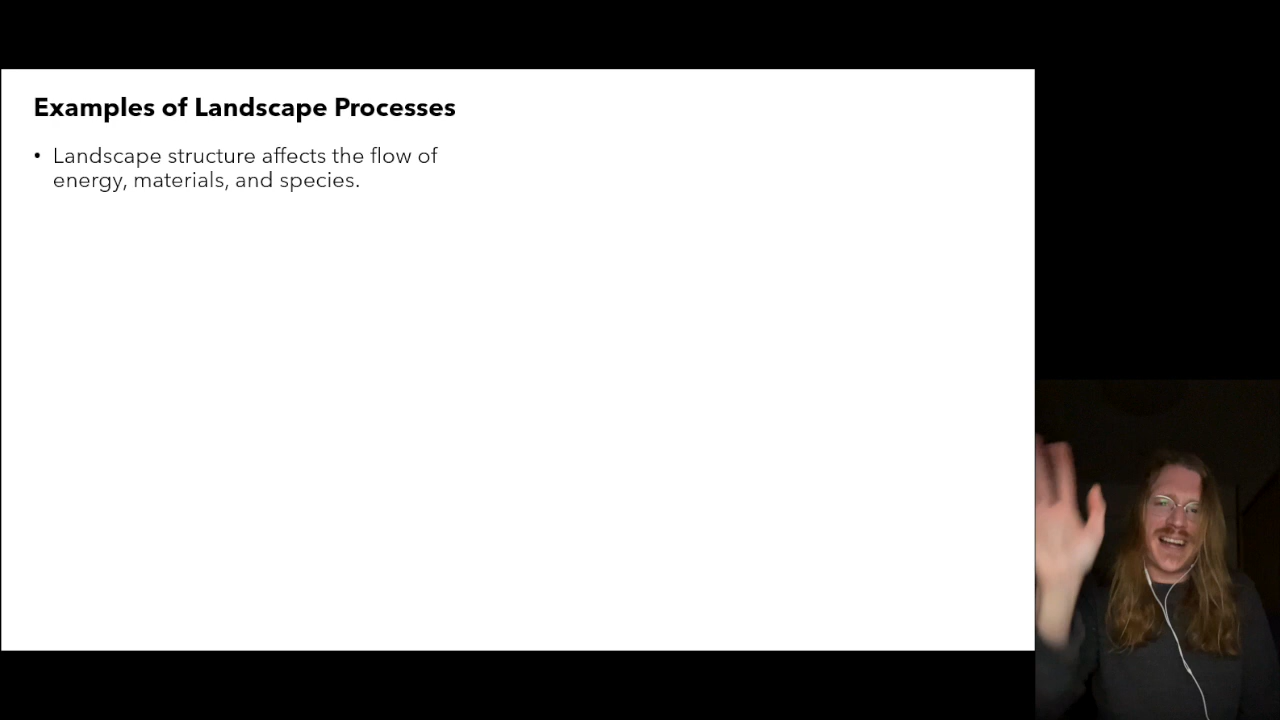 Examples of Landscape Processes
• Landscape structure affects the flow of
energy, materials, and species.